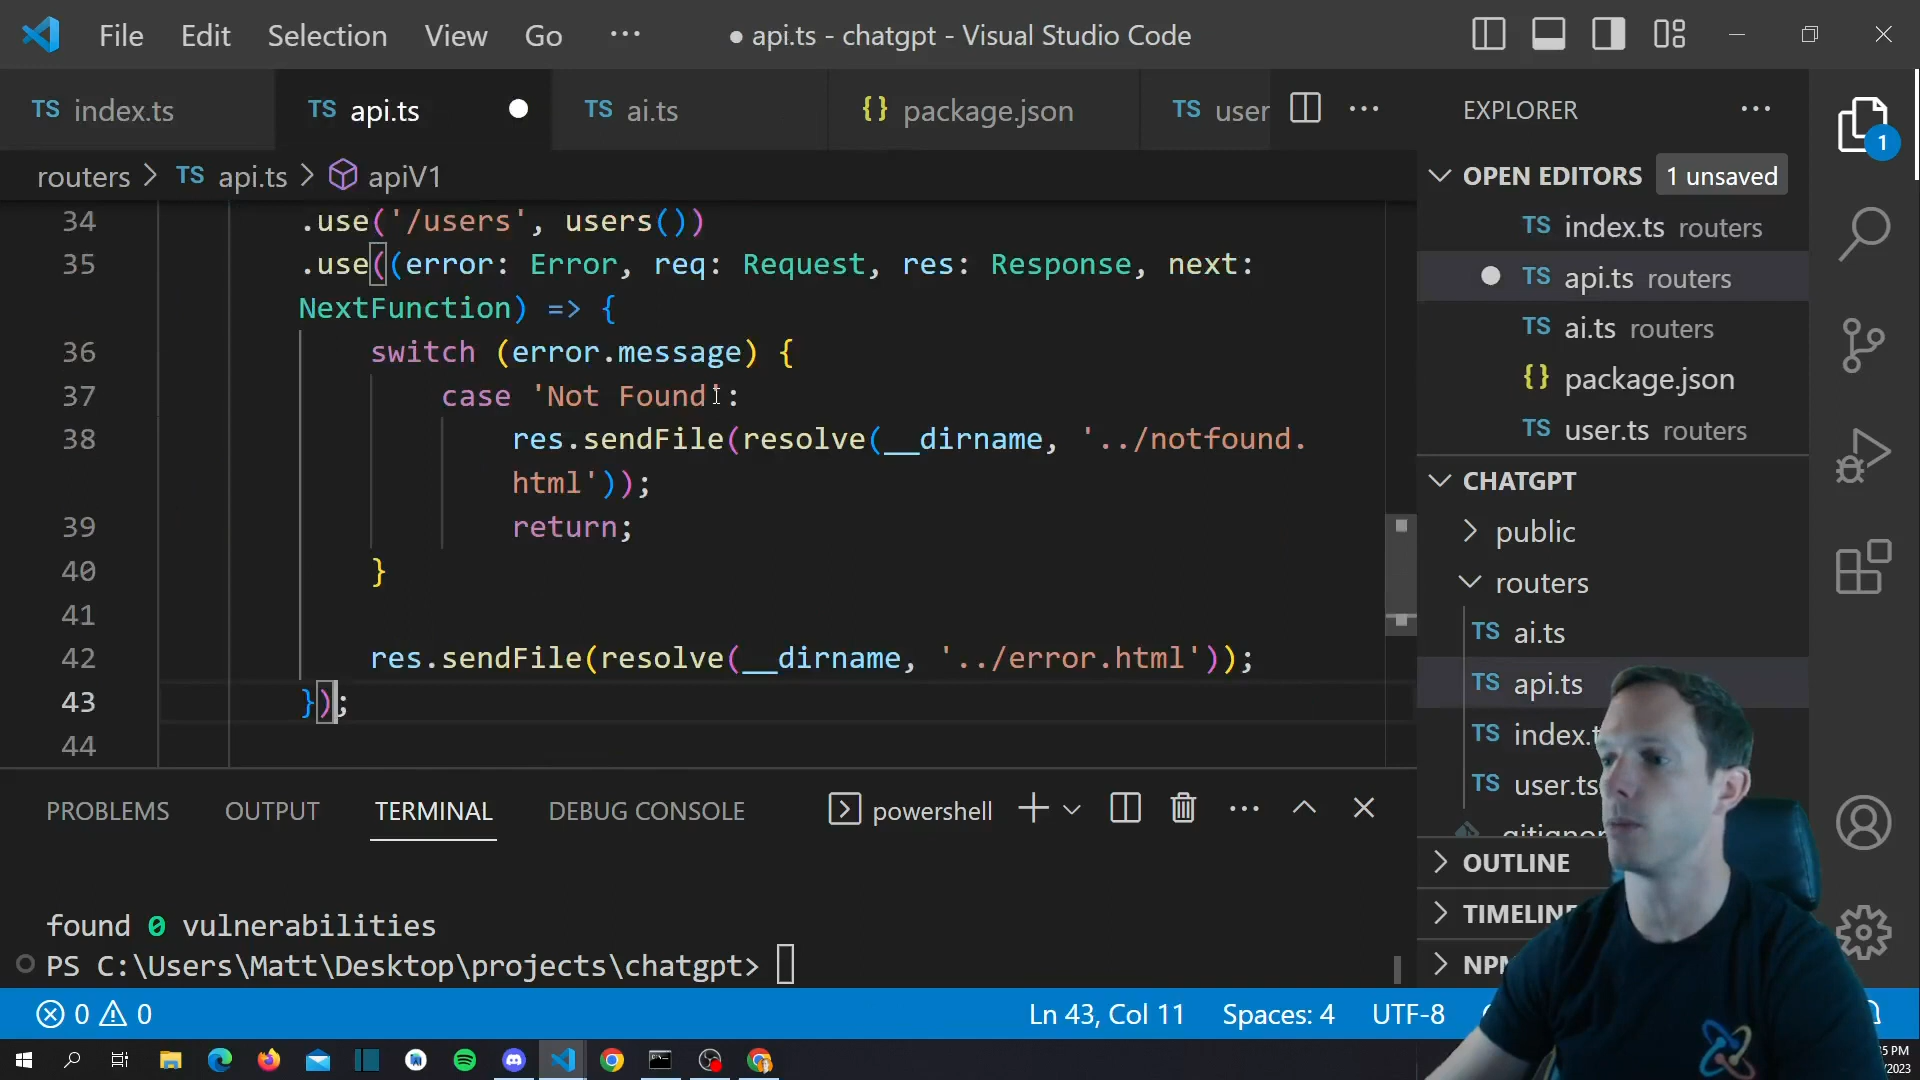 File Edit Selection View Go ··· ● api.ts - chatgpt - Visual Studio Code
TS index.ts TS api.ts TS ai.ts {} package.json TS user
EXPLORER
routers > TS api.ts > apiV1
OPEN EDITORS 1 unsaved
TS index.ts routers
TS api.ts routers
TS ai.ts routers
{} package.json
TS user.ts routers
CHATGPT
public
routers
TS ai.ts
TS api.ts
TS index.t
TS user.ts
OUTLINE
TIMELINE
NPM
1
34 .use('/users', users())
35 .use((error: Error, req: Request, res: Response, next:
NextFunction) => {
36 switch (error.message) {
37 case 'Not Found':
38 res.sendFile(resolve(__dirname, '../notfound.
html'));
39 return;
40 }
41
42 res.sendFile(resolve(__dirname, '../error.html'));
43 });
44
PROBLEMS OUTPUT TERMINAL DEBUG CONSOLE powershell
found 0 vulnerabilities
PS C:\Users\Matt\Desktop\projects\chatgpt>
0 0 Ln 43, Col 11 Spaces: 4 UTF-8